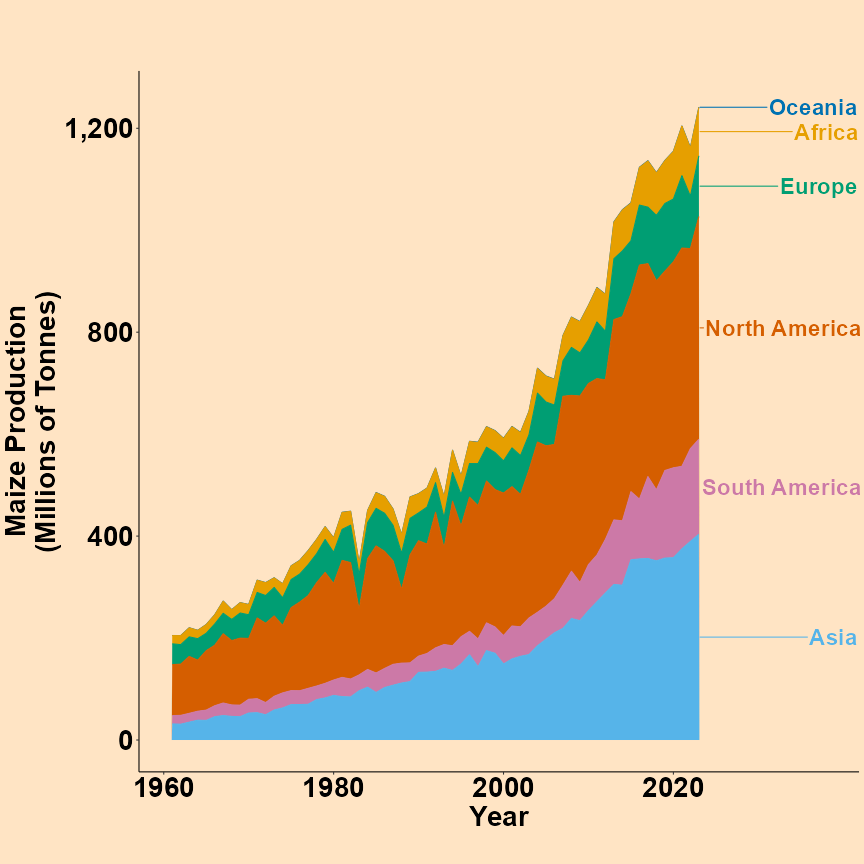 Oceania
1,200
Africa
Europe
Maize Production
(Millions of Tonnes)
800
North America
South America
400
Asia
0
1960 1980 2000 2020
Year